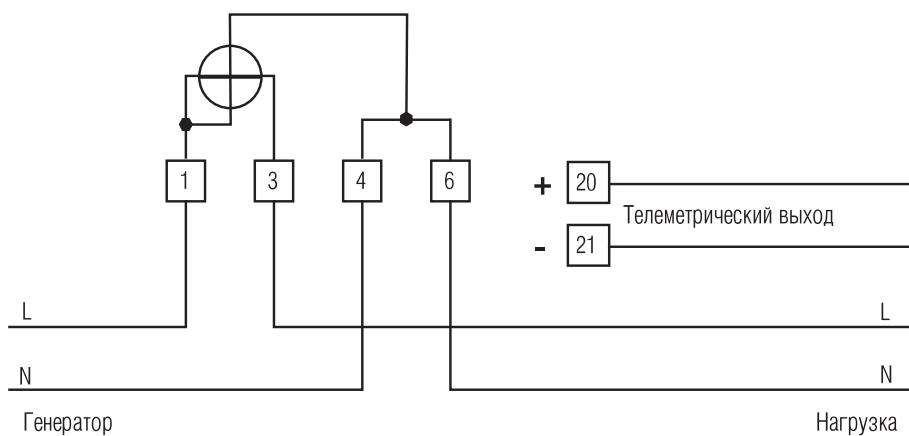 1 3 4 6
+ 20
Телеметрический выход
- 21
L L
N N
Генератор Нагрузка